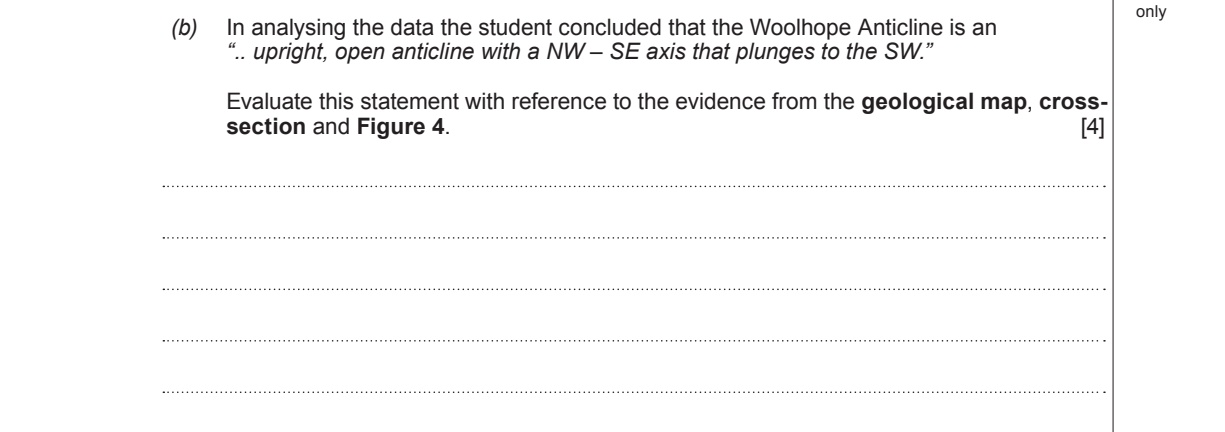 only
(b) In analysing the data the student concluded that the Woolhope Anticline is an
“.. upright, open anticline with a NW – SE axis that plunges to the SW.”
Evaluate this statement with reference to the evidence from the geological map, cross-
section and Figure 4. [4]